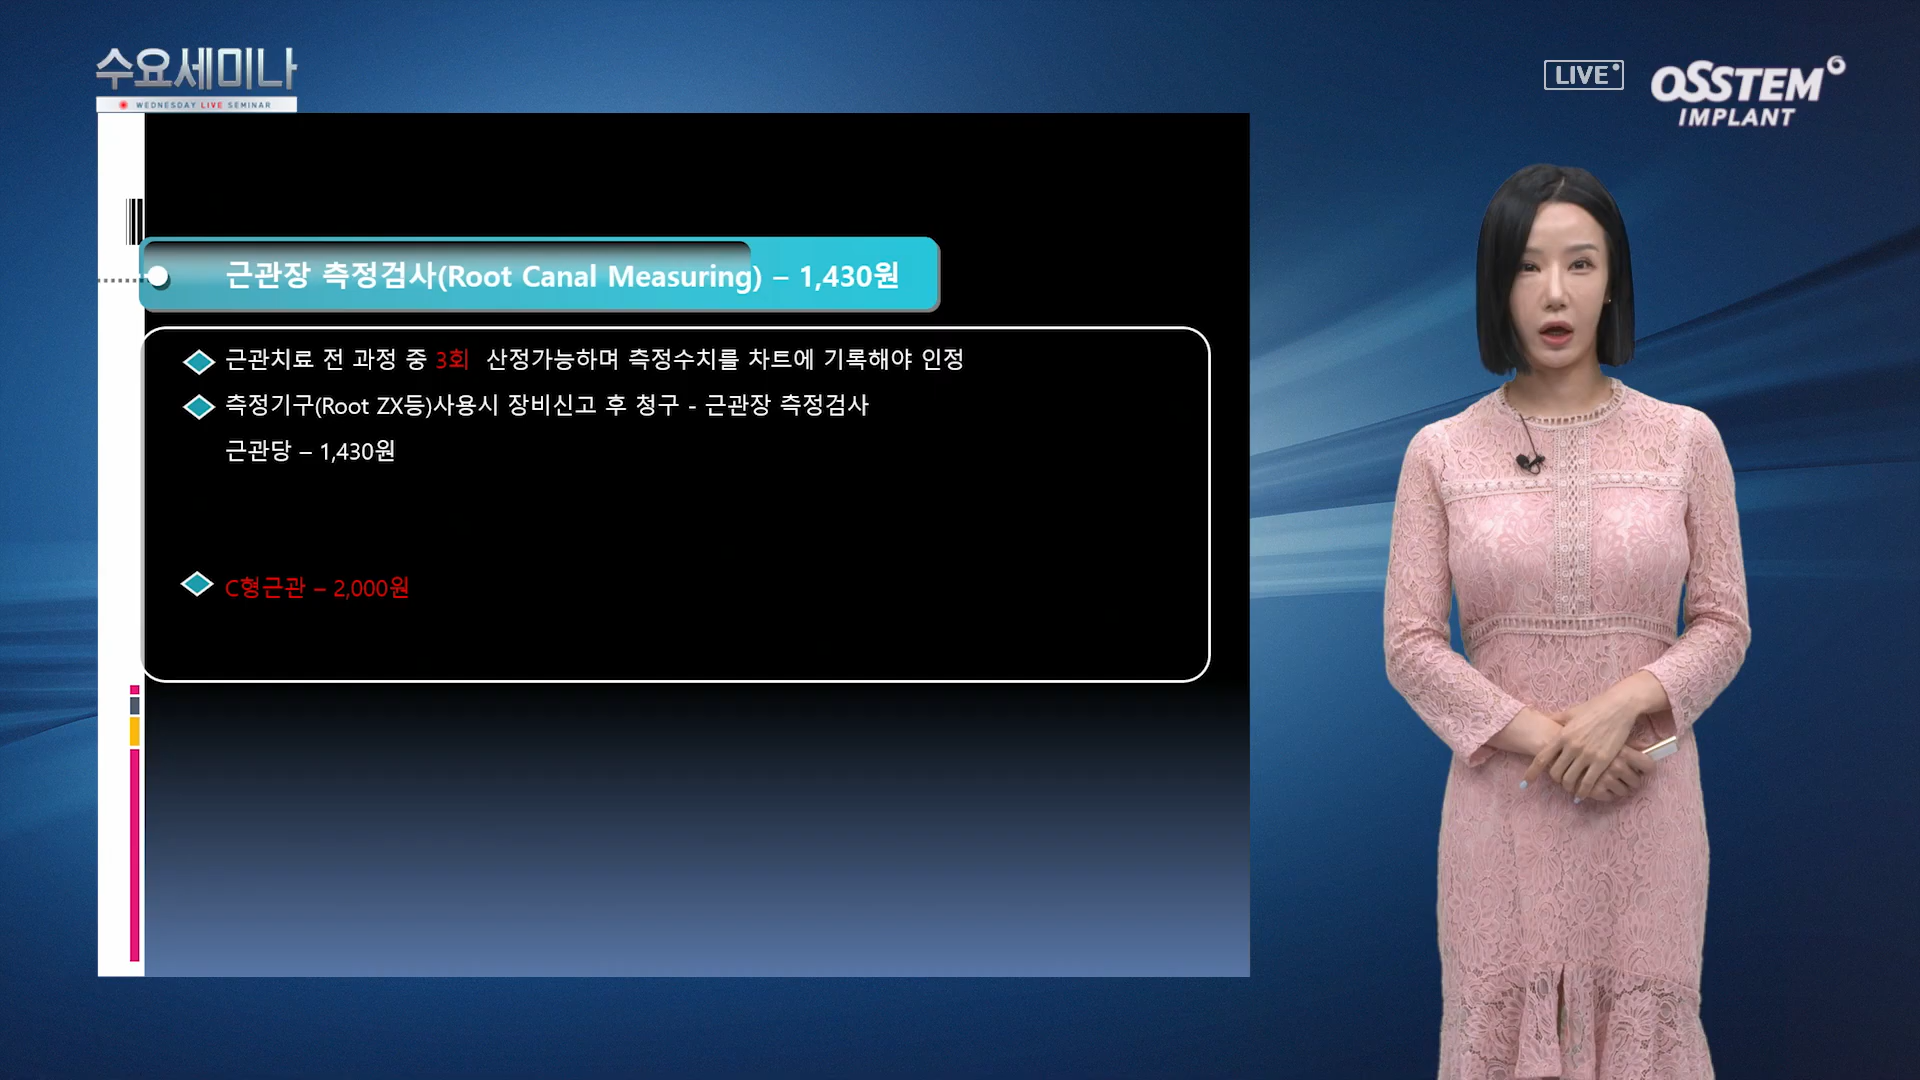 수요세미나
WEDNESDAY LIVE SEMINAR
LIVE
OSSTEM
IMPLANT
근관장 측정검사(Root Canal Measuring) – 1,430원
근관치료 전 과정 중 3회 산정가능하며 측정수치를 차트에 기록해야 인정
측정기구(Root ZX등)사용시 장비신고 후 청구 - 근관장 측정검사
근관당 – 1,430원
C형근관 – 2,000원